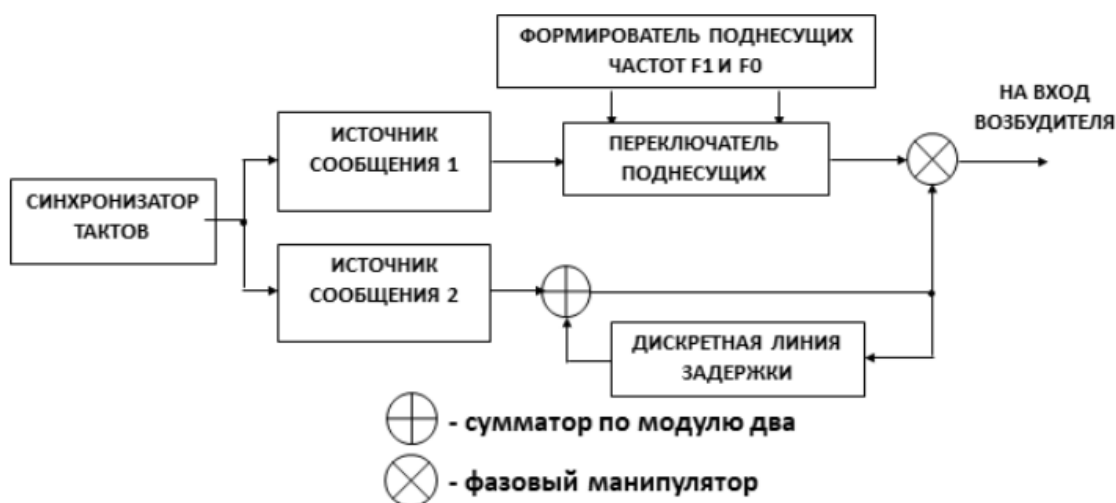 ФОРМИРОВАТЕЛЬ ПОДНЕСУЩИХ
ЧАСТОТ F1 И F0
НА ВХОД
ВОЗБУДИТЕЛЯ
ИСТОЧНИК
СООБЩЕНИЯ 1
ПЕРЕКЛЮЧАТЕЛЬ
ПОДНЕСУЩИХ
СИНХРОНИЗАТОР
ТАКТОВ
ИСТОЧНИК
СООБЩЕНИЯ 2
ДИСКРЕТНАЯ ЛИНИЯ
ЗАДЕРЖКИ
- сумматор по модулю два
- фазовый манипулятор